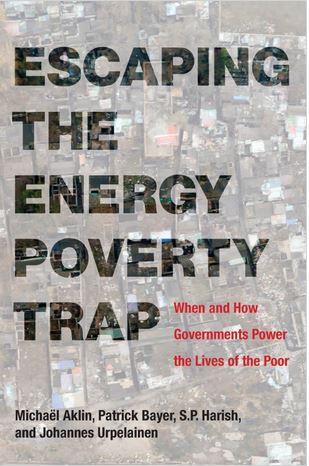 ESCAPING
THE
ENERGY
POVERTY
TRAP
When and How
Governments Power
the Lives of the Poor
Michaël Aklin, Patrick Bayer, S.P. Harish,
and Johannes Urpelainen